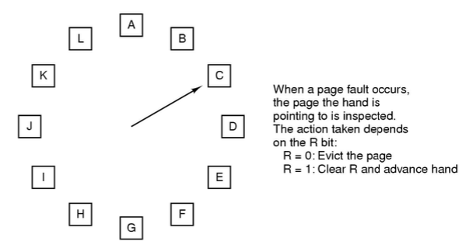 A
L
B
K
C
When a page fault occurs,
the page the hand is
pointing to is inspected.
The action taken depends
on the R bit:
R = 0: Evict the page
R = 1: Clear R and advance hand
J
D
I
E
H
F
G